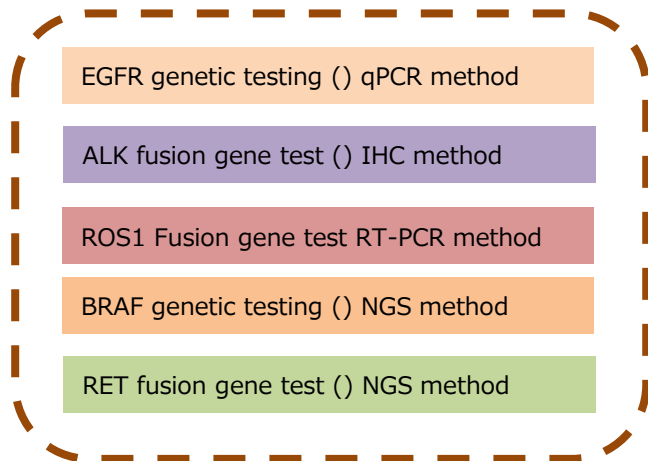 EGFR genetic testing () qPCR method
ALK fusion gene test () IHC method
ROS1 Fusion gene test RT-PCR method
BRAF genetic testing () NGS method
RET fusion gene test () NGS method